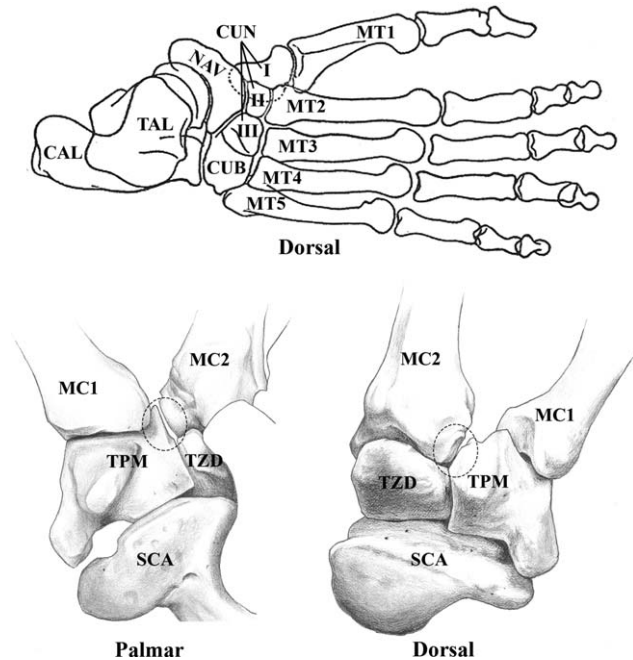 CUN
MT1
NAV
I
II
MT2
TAL
III
MT3
CAL
CUB
MT4
MT5
Dorsal
MC2
MC1
TPM
TZD
SCA
Palmar
MC2
MC1
TZD
TPM
SCA
Dorsal